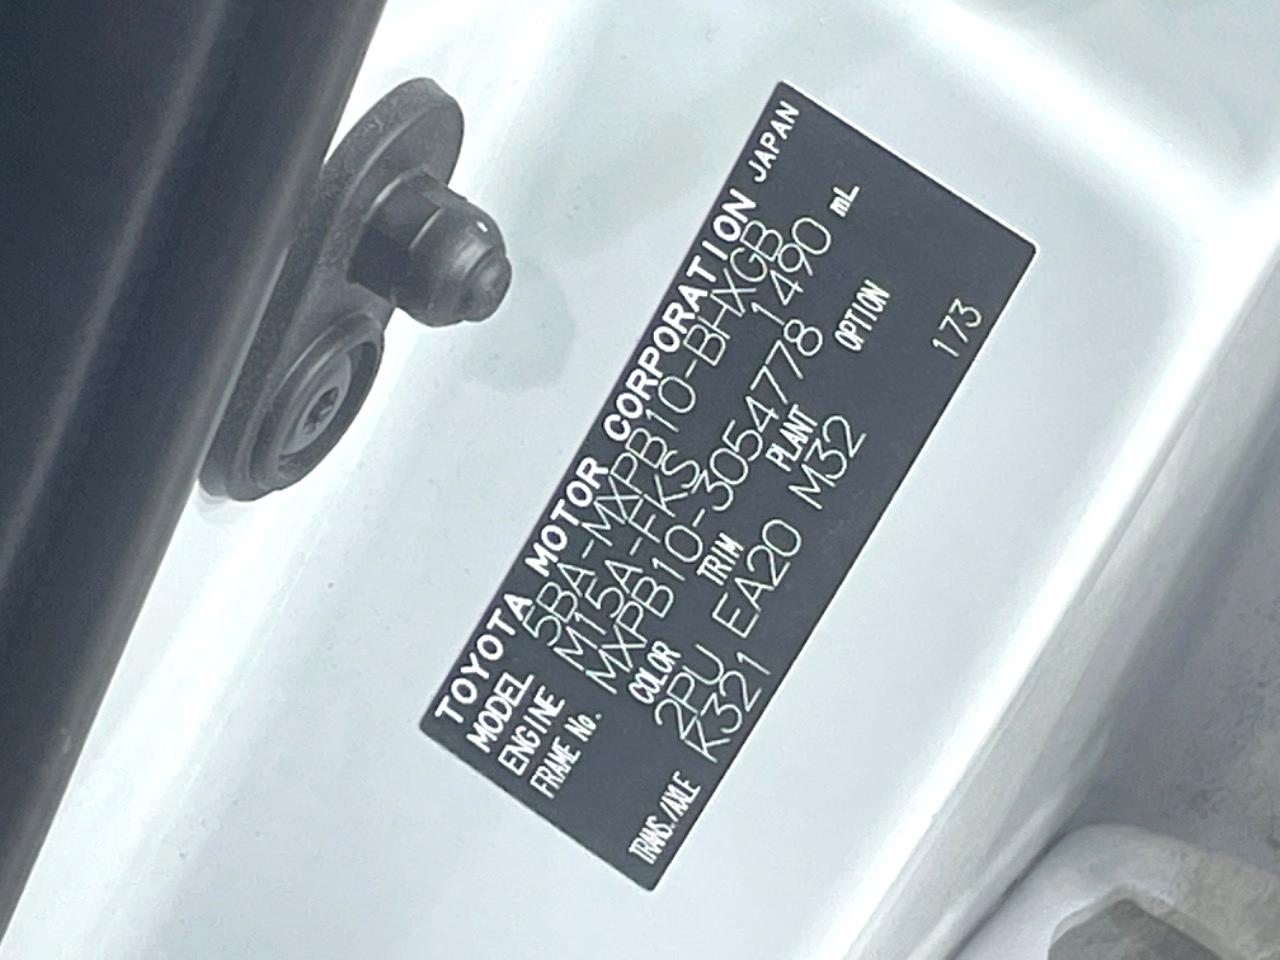 TOYOTA MOTOR CORPORATION JAPAN
MODEL 5BA-MXPB10-BHXGB
ENGINE M15A-FKS 1490 mL
FRAME No. MXPB10-3054778
COLOR TRIM PLANT OPTION
2PU EA20 M32
TRANS./AXLE K321 173